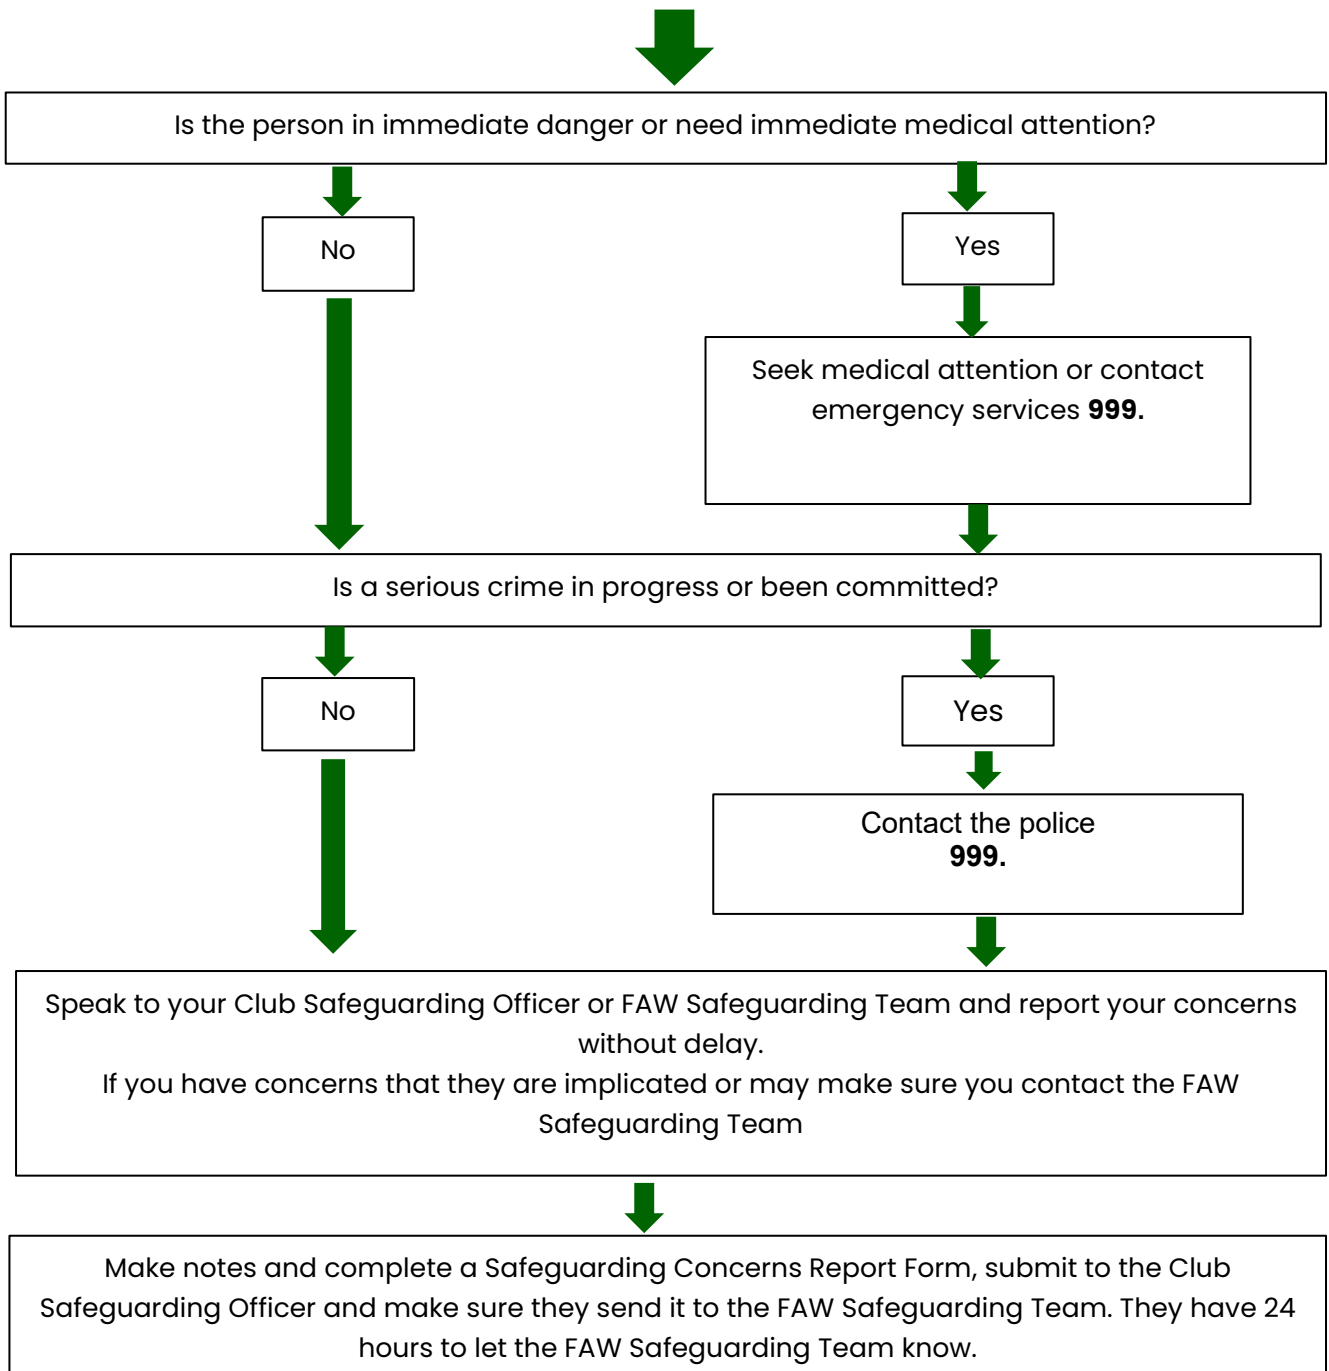 Is the person in immediate danger or need immediate medical attention?
No
Yes
Seek medical attention or contact
emergency services 999.
Is a serious crime in progress or been committed?
No
Yes
Contact the police
999.
Speak to your Club Safeguarding Officer or FAW Safeguarding Team and report your concerns
without delay.
If you have concerns that they are implicated or may make sure you contact the FAW
Safeguarding Team
Make notes and complete a Safeguarding Concerns Report Form, submit to the Club
Safeguarding Officer and make sure they send it to the FAW Safeguarding Team. They have 24
hours to let the FAW Safeguarding Team know.